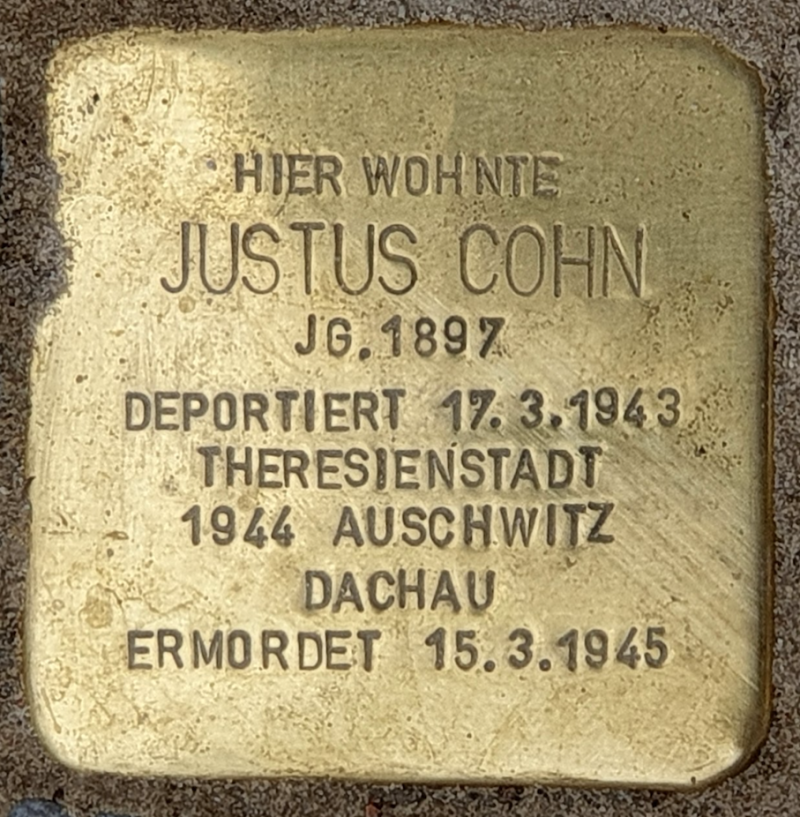 HIER WOHNTE
JUSTUS COHN
JG.1897
DEPORTIERT 17.3.1943
THERESIENSTADT
1944 AUSCHWITZ
DACHAU
ERMORDET 15.3.1945